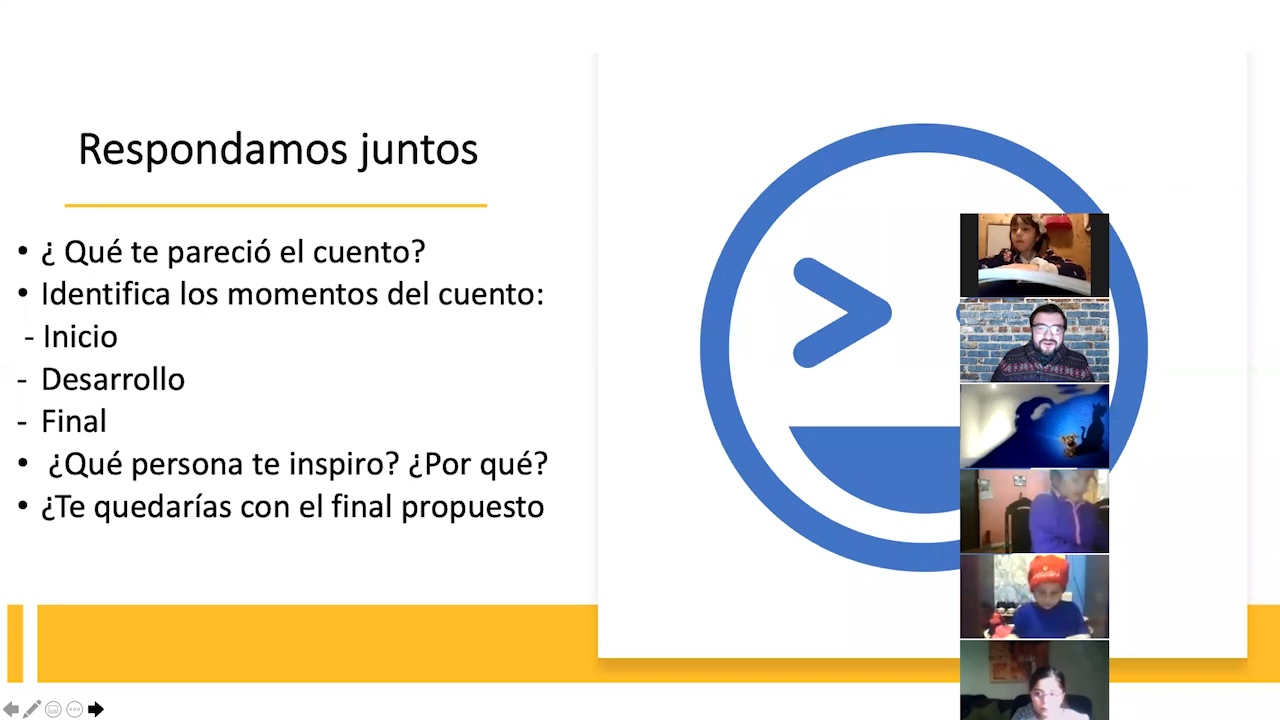 Respondamos juntos
• ¿ Qué te pareció el cuento?
• Identifica los momentos del cuento:
- Inicio
- Desarrollo
- Final
• ¿Qué persona te inspiro? ¿Por qué?
• ¿Te quedarías con el final propuesto